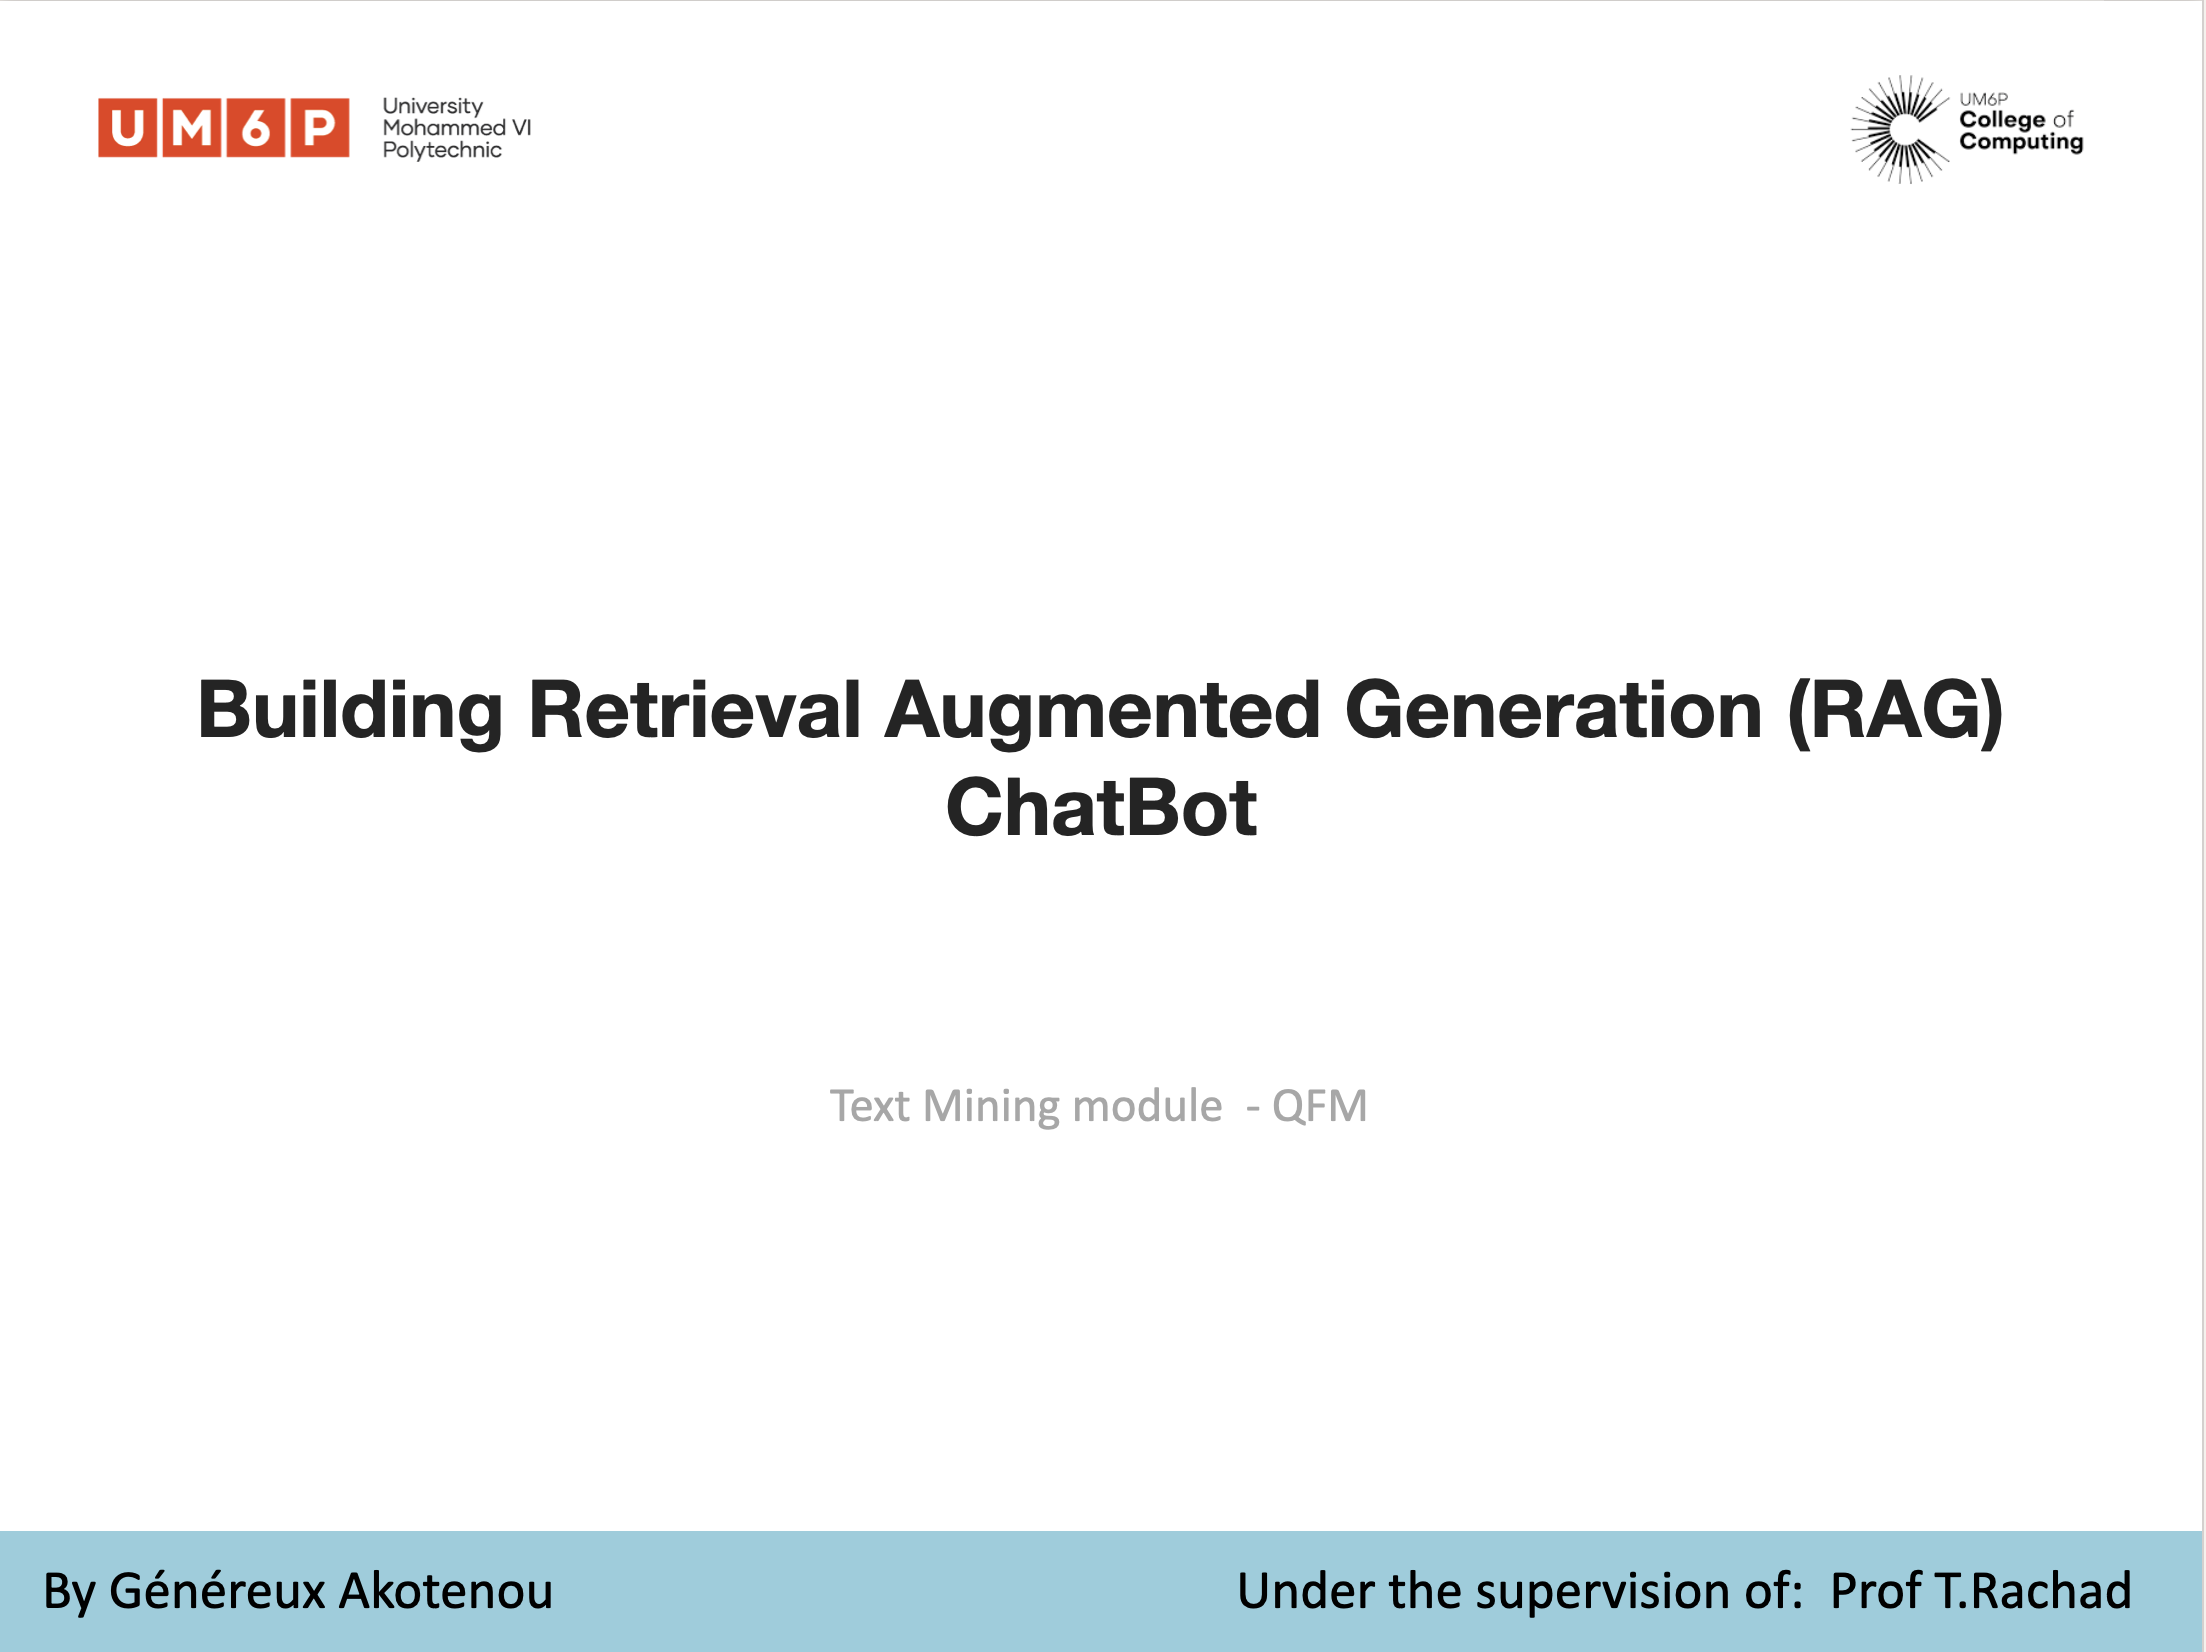 UM6P
University
Mohammed VI
Polytechnic
UM6P
College of
Computing
Building Retrieval Augmented Generation (RAG)
ChatBot
Text Mining module - QFM
By Généreux Akotenou
Under the supervision of: Prof T.Rachad